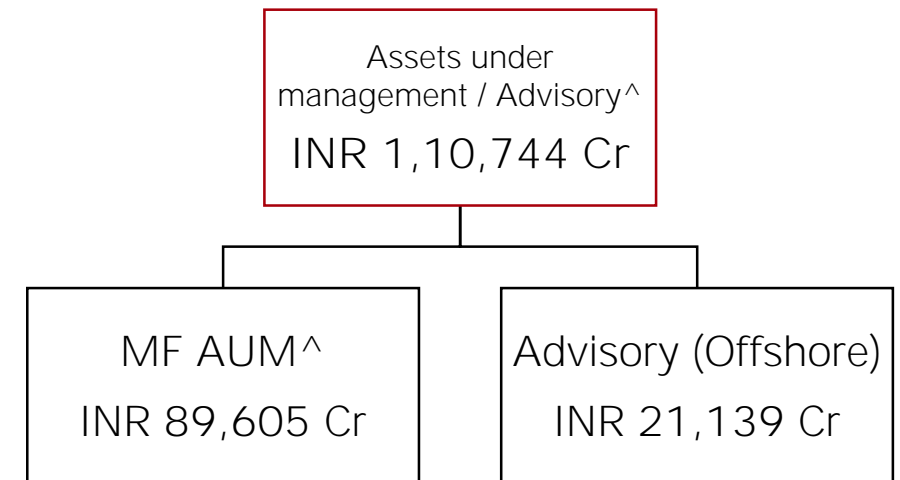 Assets under
management / Advisory^
INR 1,10,744 Cr
MF AUM^
INR 89,605 Cr
Advisory (Offshore)
INR 21,139 Cr